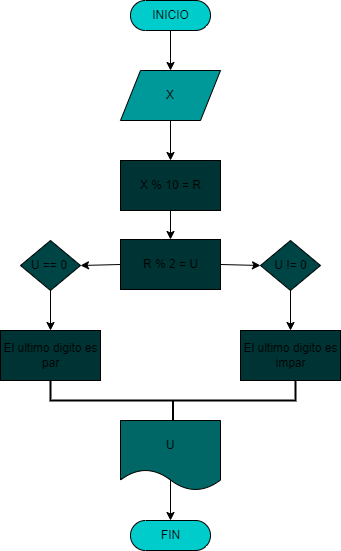 INICIO
X
X % 10 = R
R % 2 = U
U == 0
U != 0
El ultimo digito es
par
El ultimo digito es
impar
U
FIN